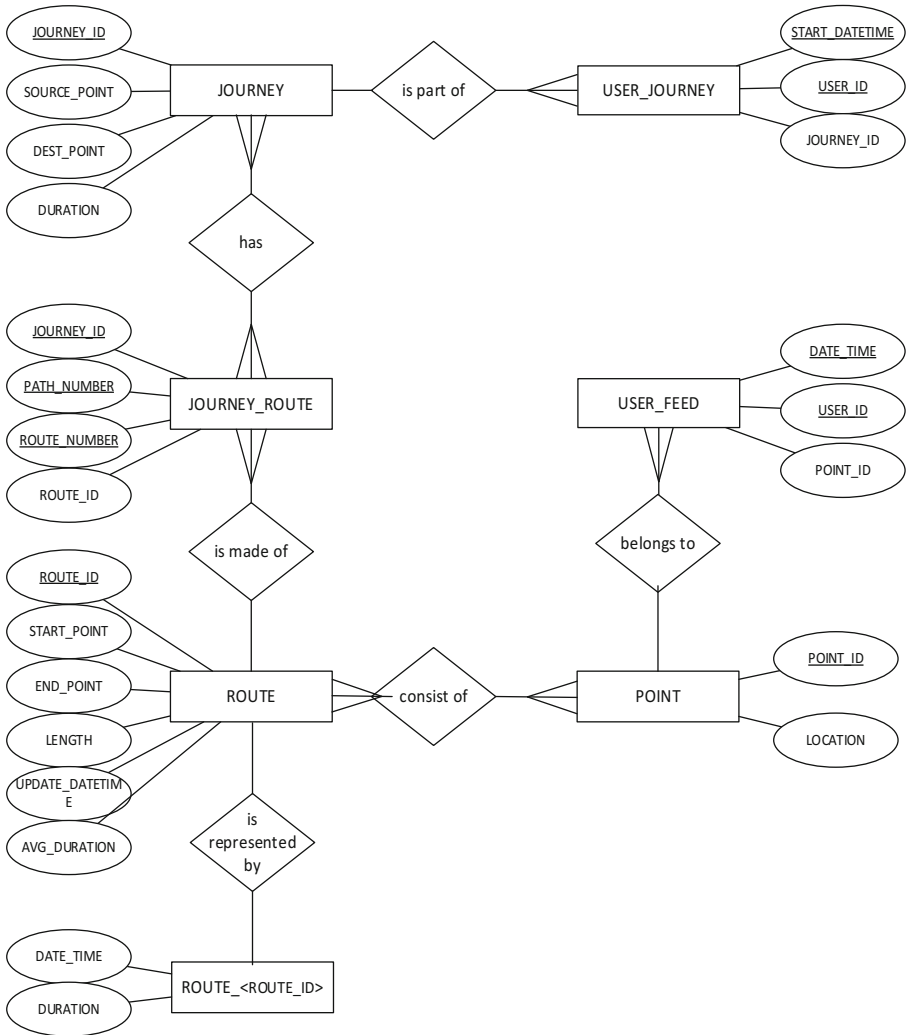 JOURNEY_ID
SOURCE_POINT
DEST_POINT
DURATION
JOURNEY
is part of
USER_JOURNEY
START_DATETIME
USER_ID
JOURNEY_ID
has
JOURNEY_ID
PATH_NUMBER
ROUTE_NUMBER
ROUTE_ID
JOURNEY_ROUTE
USER_FEED
DATE_TIME
USER_ID
POINT_ID
is made of
belongs to
ROUTE_ID
START_POINT
END_POINT
LENGTH
UPDATE_DATETIM
E
AVG_DURATION
ROUTE
consist of
POINT
POINT_ID
LOCATION
is
represented
by
DATE_TIME
DURATION
ROUTE_<ROUTE_ID>